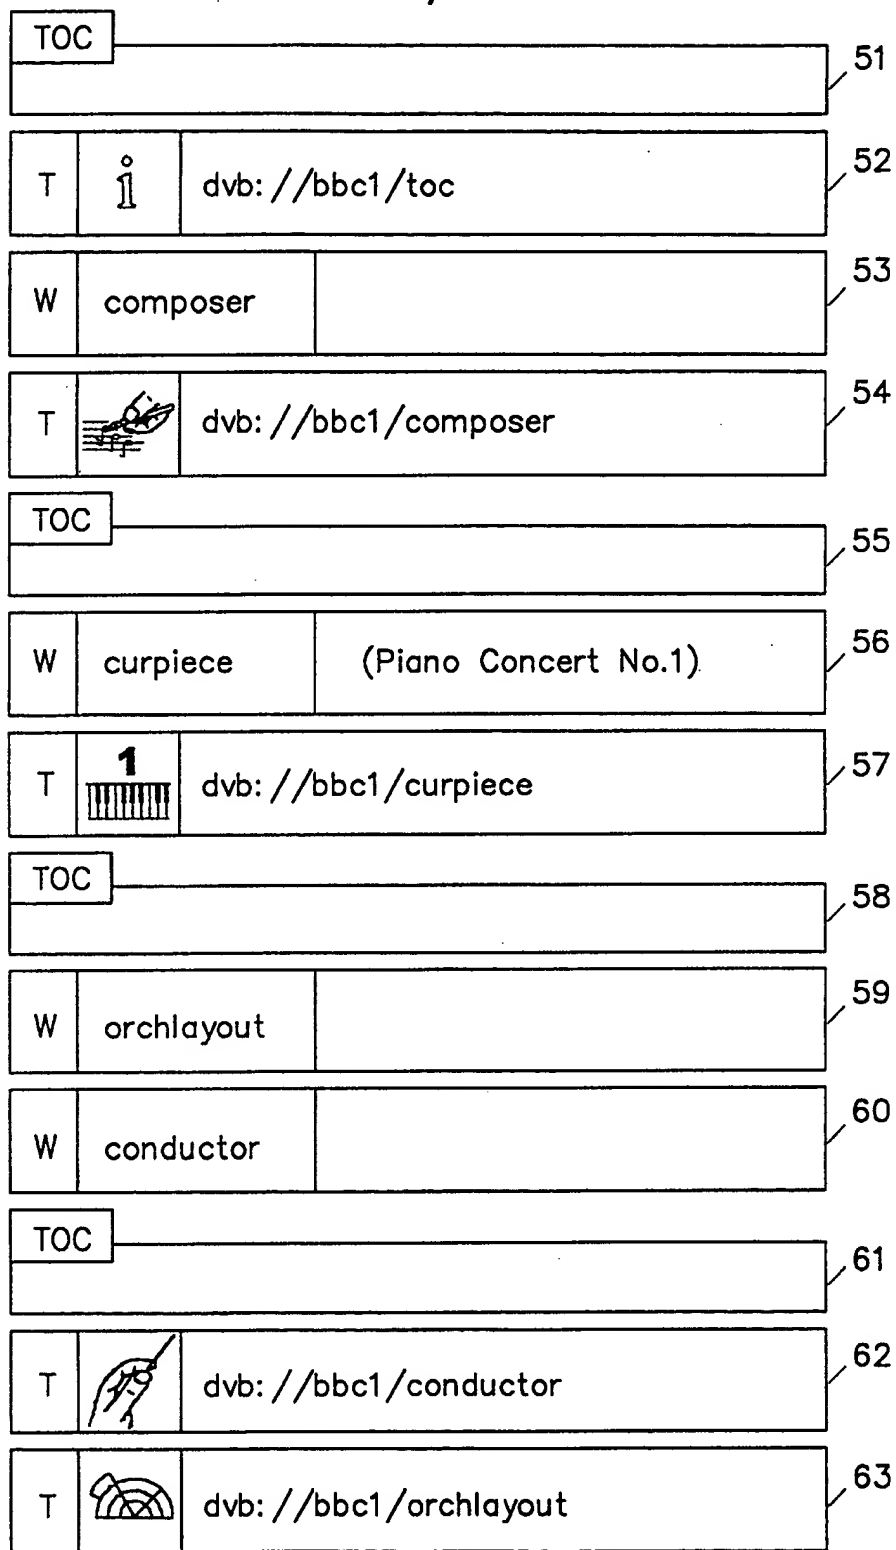 TOC
51
T i dvb://bbc1/toc 52
W composer 53
T dvb://bbc1/composer 54
TOC
55
W curpiece (Piano Concert No.1) 56
T 1 dvb://bbc1/curpiece 57
TOC
58
W orchlayout 59
W conductor 60
TOC
61
T dvb://bbc1/conductor 62
T dvb://bbc1/orchlayout 63